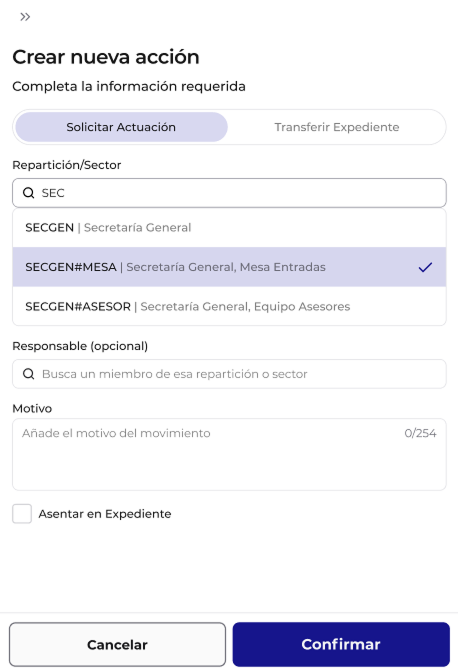 Crear nueva acción
Completa la información requerida
Solicitar Actuación
Transferir Expediente
Repartición/Sector
SEC
SECGEN | Secretaría General
SECGEN#MESA | Secretaría General, Mesa Entradas
SECGEN#ASESOR | Secretaría General, Equipo Asesores
Responsable (opcional)
Busca un miembro de esa repartición o sector
Motivo
Añade el motivo del movimiento
0/254
Asentar en Expediente
Cancelar
Confirmar